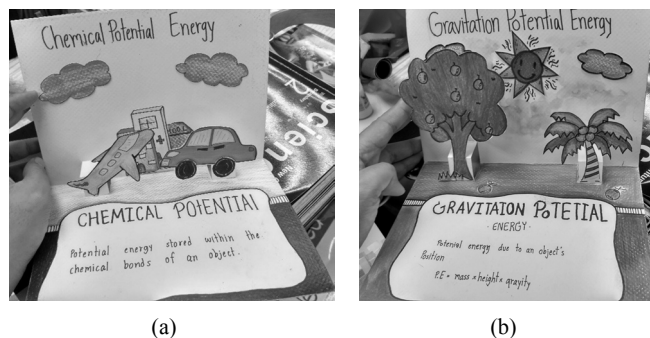 Chemical Potential Energy
Scien
CHEMICAL POTENTIAl
Potential energy stored within the
chemical bonds of an object.
(a)
Gravitation Potential Energy
GRAVITAION POTETIAL
ENERGY
Potenial energy due to an object's
Position
P.E = mass × height × gravity
(b)